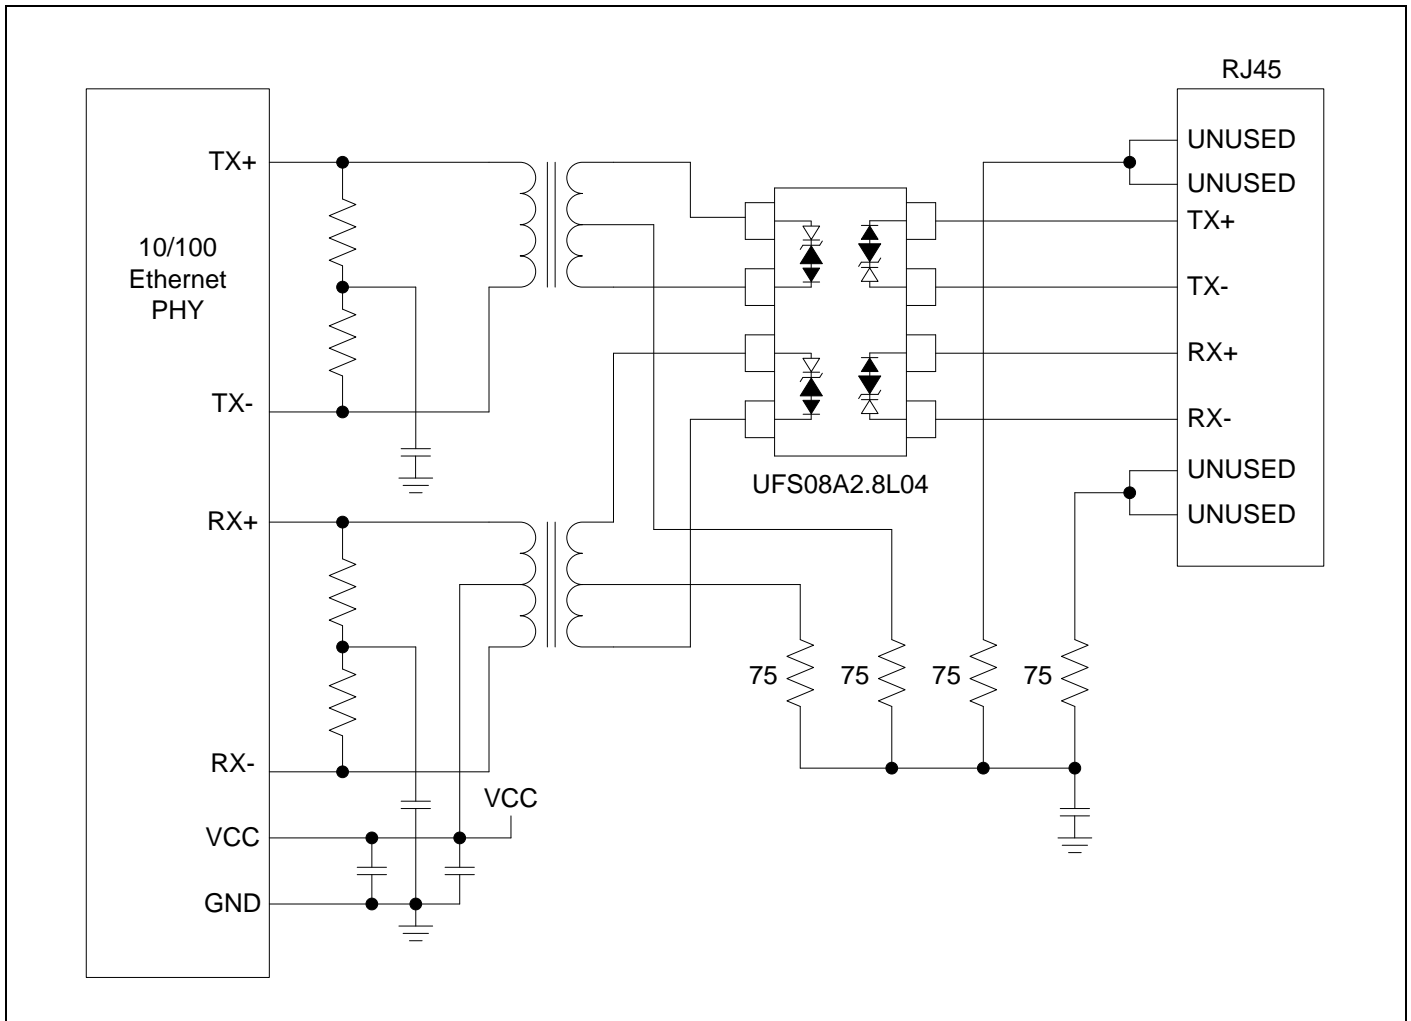 RJ45
UNUSED
UNUSED
TX+
TX-
RX+
RX-
UNUSED
UNUSED
TX+
10/100
Ethernet
PHY
TX-
RX+
RX-
VCC
GND
VCC
UFS08A2.8L04
75
75
75
75